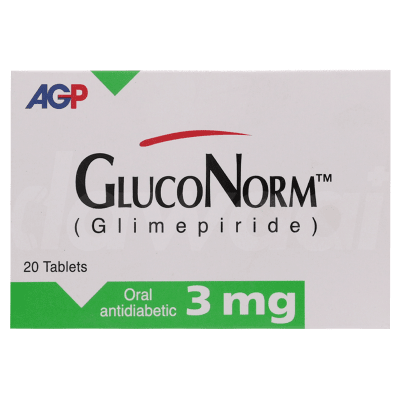 AGP
GLUCONORM™
(Glimepiride)
20 Tablets
Oral
antidiabetic
3 mg